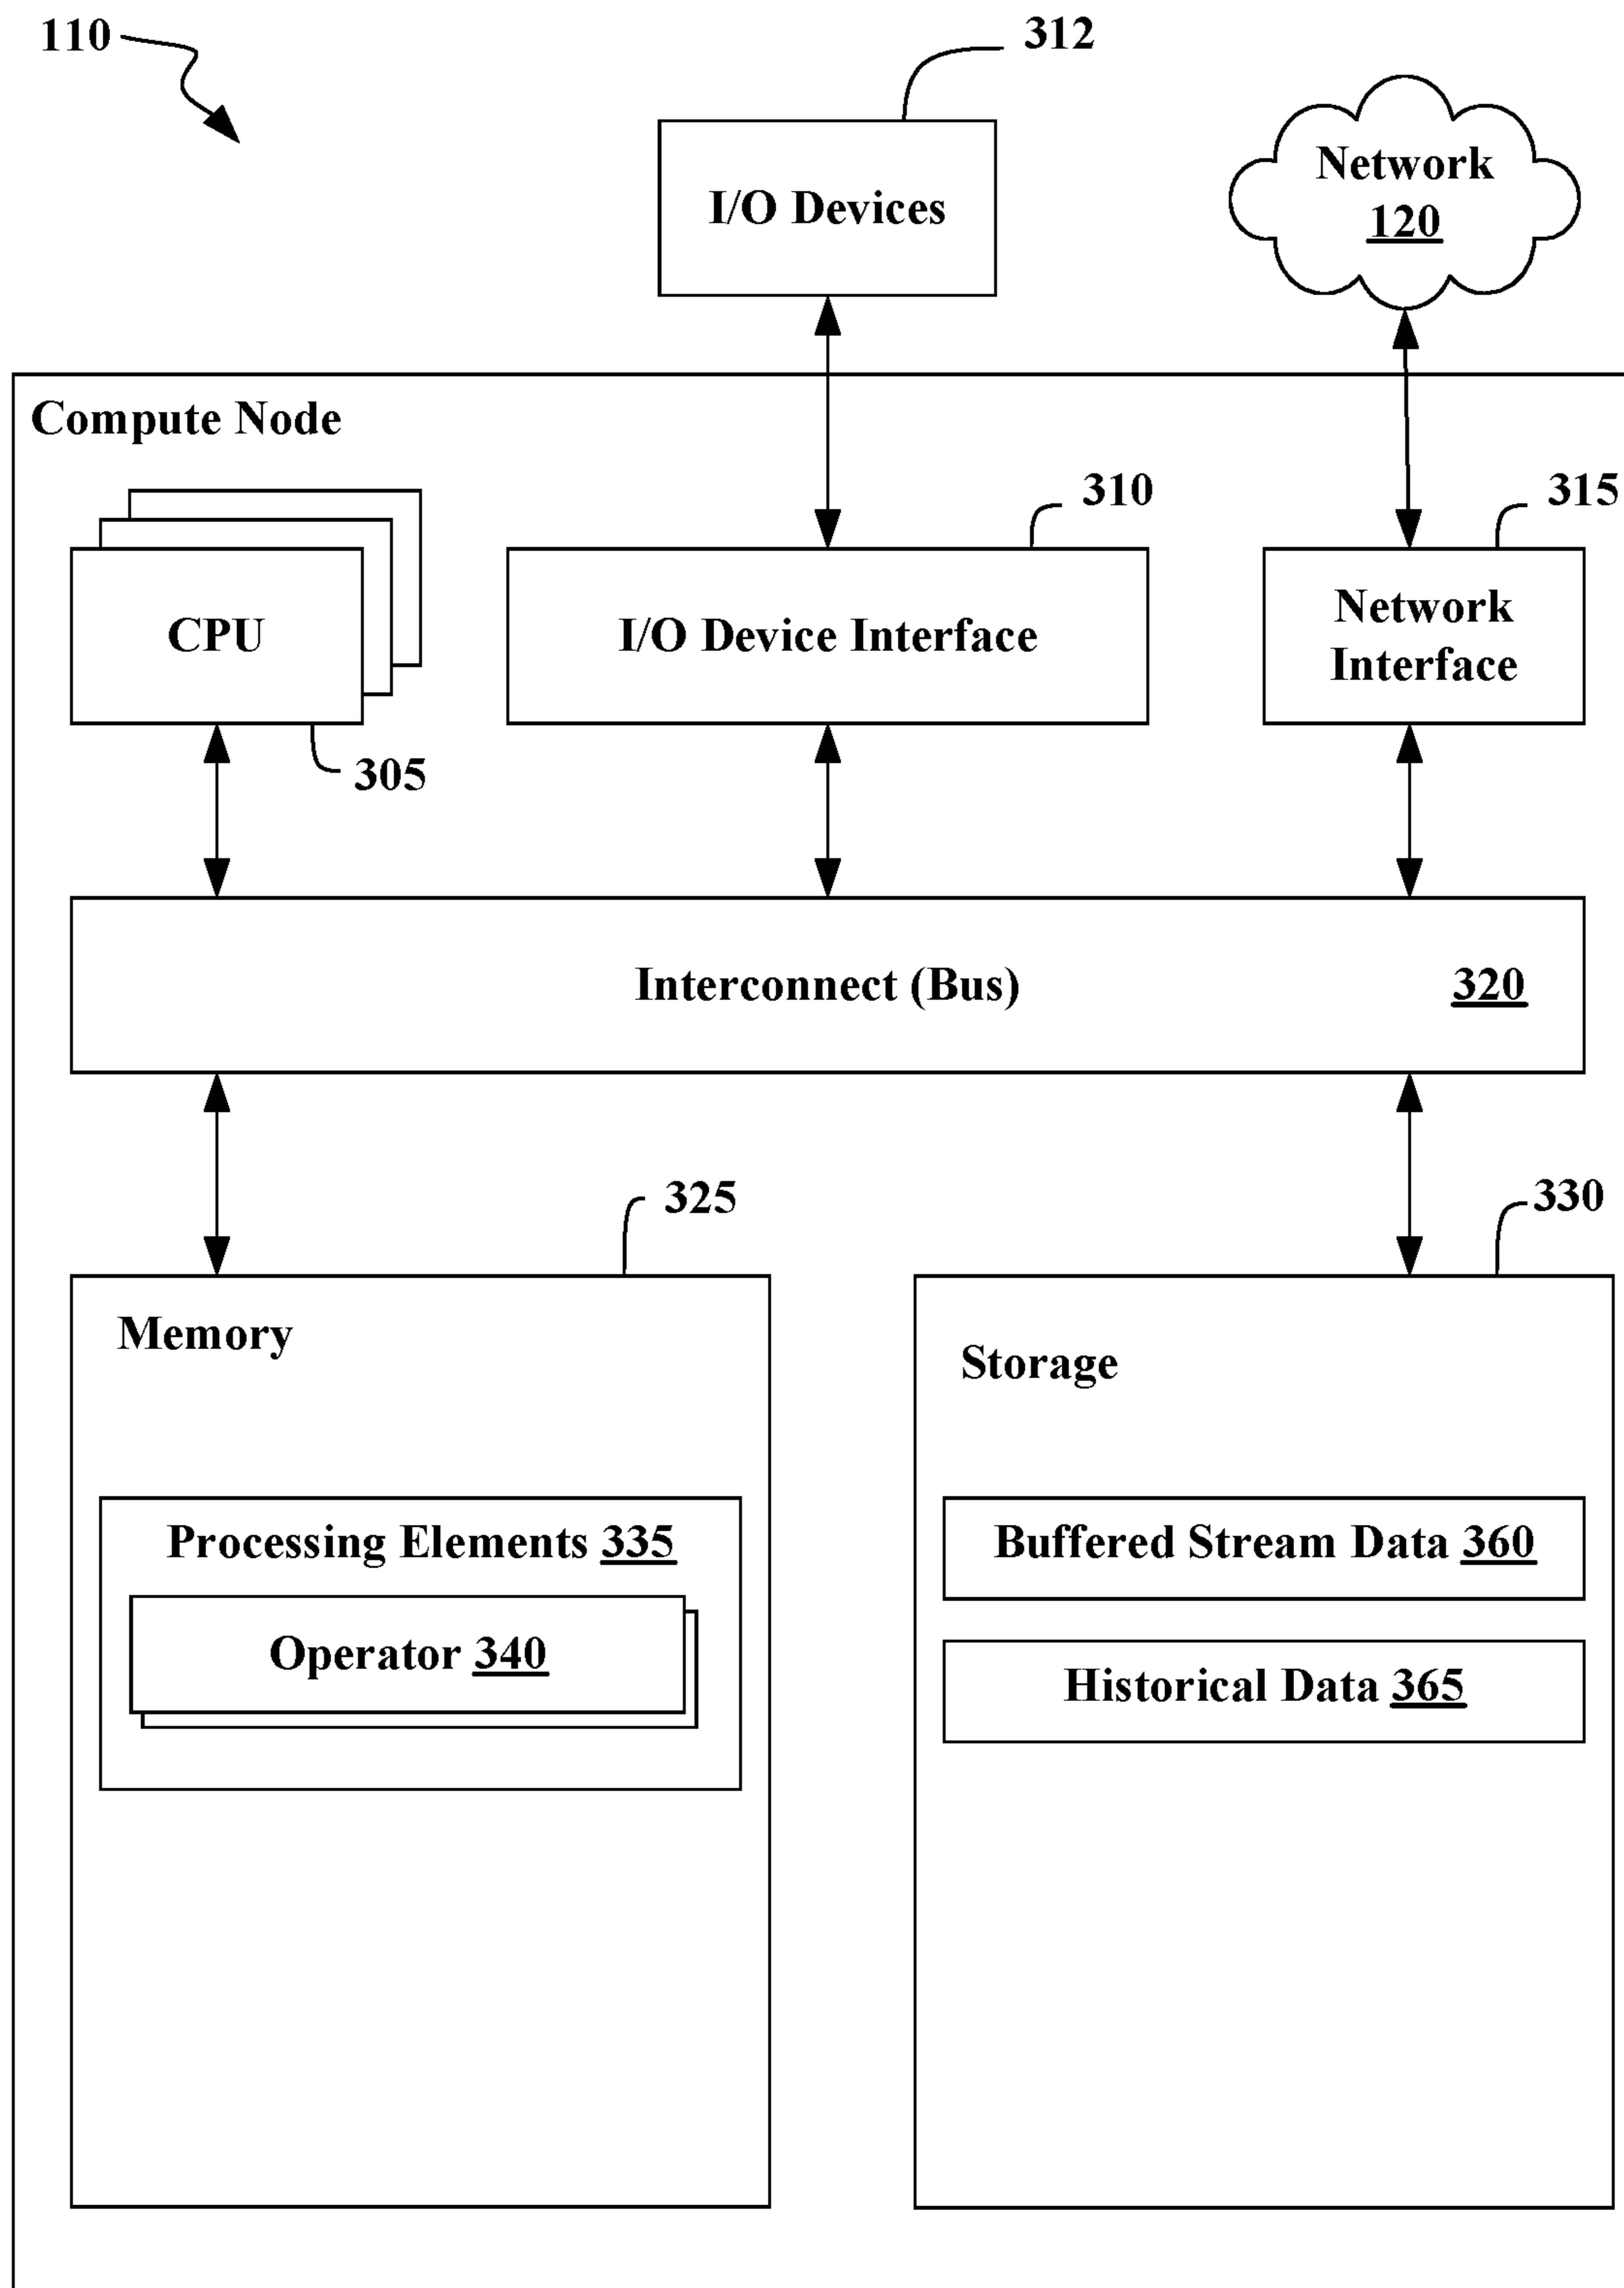 110
312
I/O Devices
Network
120
Compute Node
310
315
CPU
I/O Device Interface
Network
Interface
305
Interconnect (Bus)
320
325
330
Memory
Storage
Processing Elements 335
Buffered Stream Data 360
Operator 340
Historical Data 365